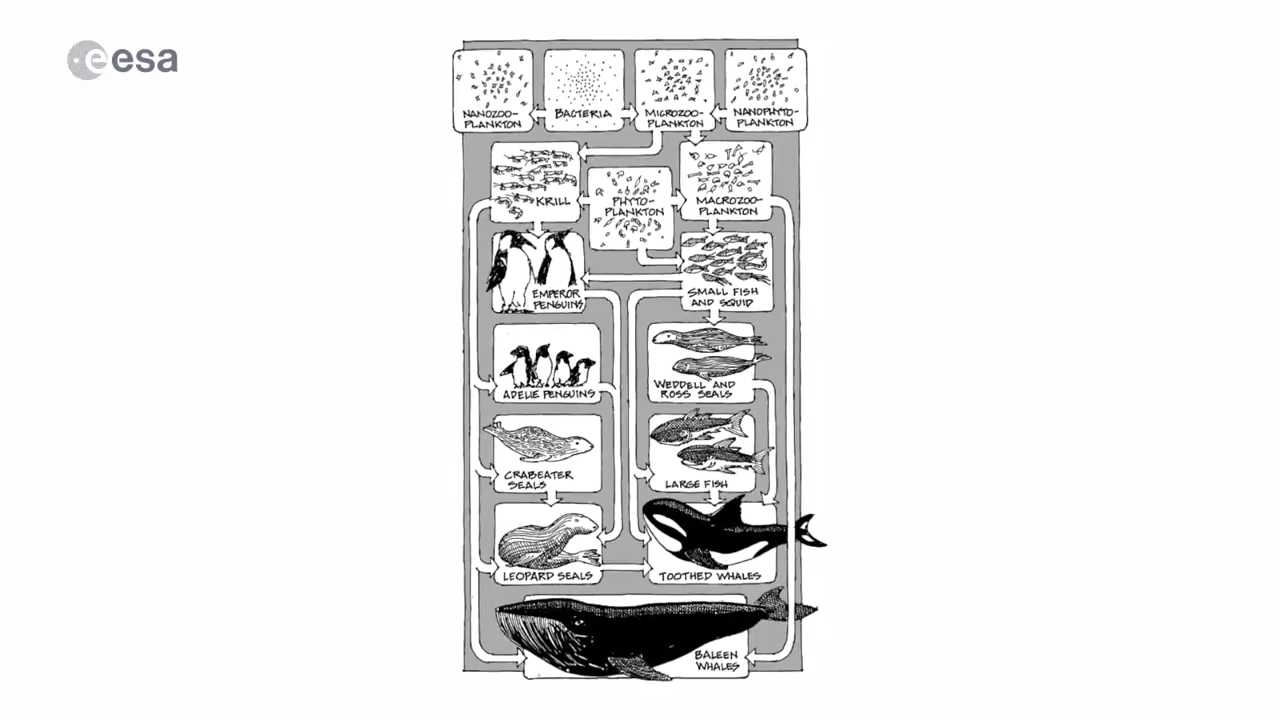 esa
NANOZOO-
PLANKTON
BACTERIA
MICROZOO-
PLANKTON
NANOPHYTO-
PLANKTON
KRILL
PHYTO-
PLANKTON
MACROZOO-
PLANKTON
EMPEROR
PENGUINS
SMALL FISH
AND SQUID
ADELIE PENGUINS
WEDDELL AND
ROSS SEALS
CRABEATER
SEALS
LARGE FISH
LEOPARD SEALS
TOOTHED WHALES
BALEEN
WHALES